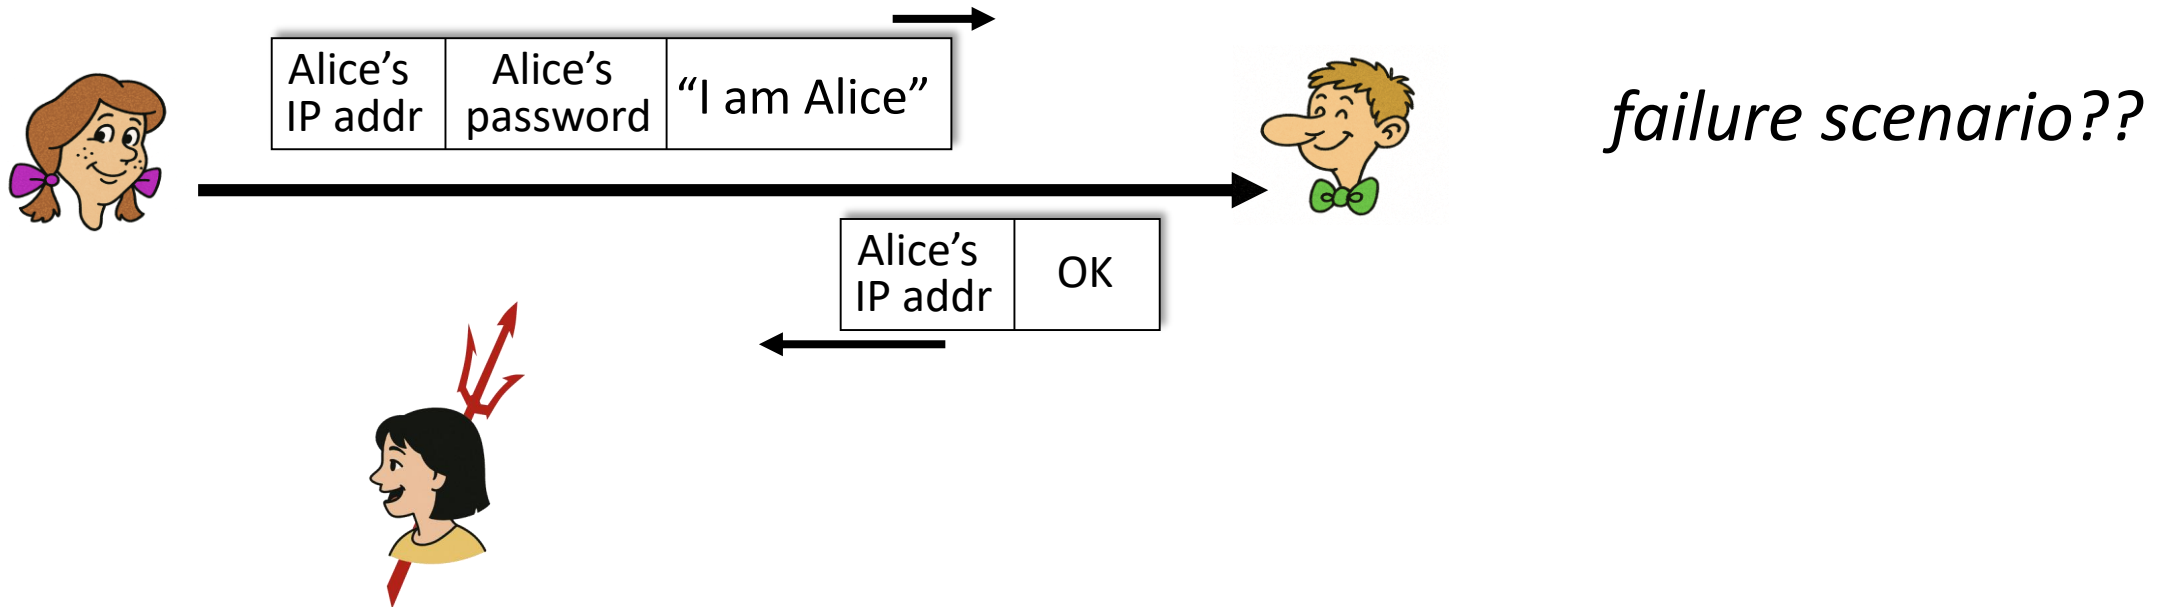 Alice’s
IP addr
Alice’s
password
“I am Alice”
failure scenario??
Alice’s
IP addr
OK